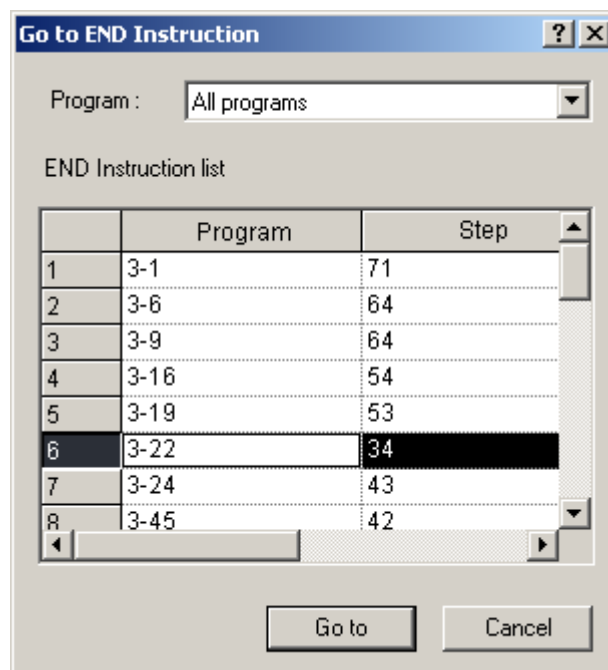 Go to END Instruction
Program : All programs
END Instruction list
Program Step
1 3-1 71
2 3-6 64
3 3-9 64
4 3-16 54
5 3-19 53
6 3-22 34
7 3-24 43
8 3-45 42
Go to Cancel